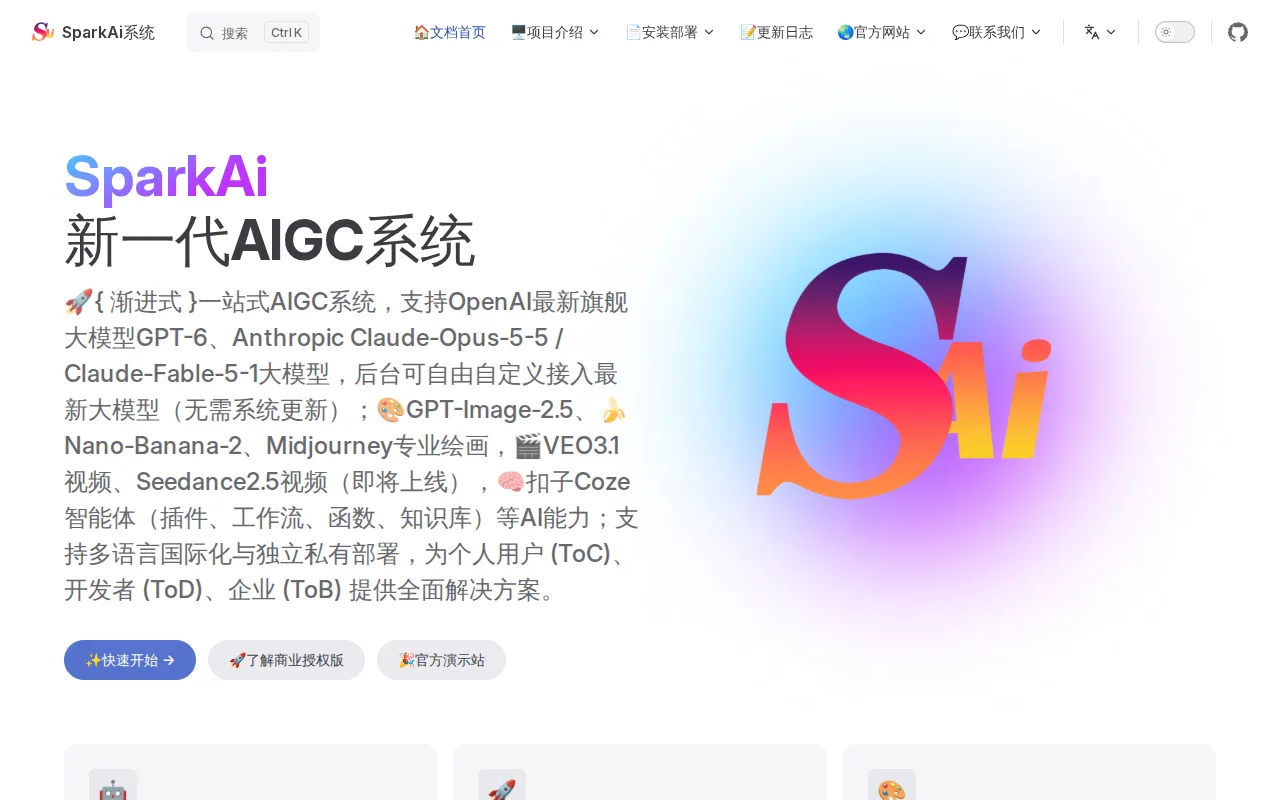 Si SparkAi系统
搜索 Ctrl K
🏠文档首页
🖥️项目介绍
📄安装部署
📝更新日志
🌏官方网站
💬联系我们
SparkAi
新一代AIGC系统
🚀{ 渐进式 }一站式AIGC系统，支持OpenAI最新旗舰
大模型GPT-6、Anthropic Claude-Opus-5-5 /
Claude-Fable-5-1大模型，后台可自由自定义接入最
新大模型（无需系统更新）；🎨GPT-Image-2.5、🍌
Nano-Banana-2、Midjourney专业绘画，🎬VEO3.1
视频、Seedance2.5视频（即将上线），🧠扣子Coze
智能体（插件、工作流、函数、知识库）等AI能力；支
持多语言国际化与独立私有部署，为个人用户 (ToC)、
开发者 (ToD)、企业 (ToB) 提供全面解决方案。
✨快速开始 →
🚀了解商业授权版
🎉官方演示站
SAi